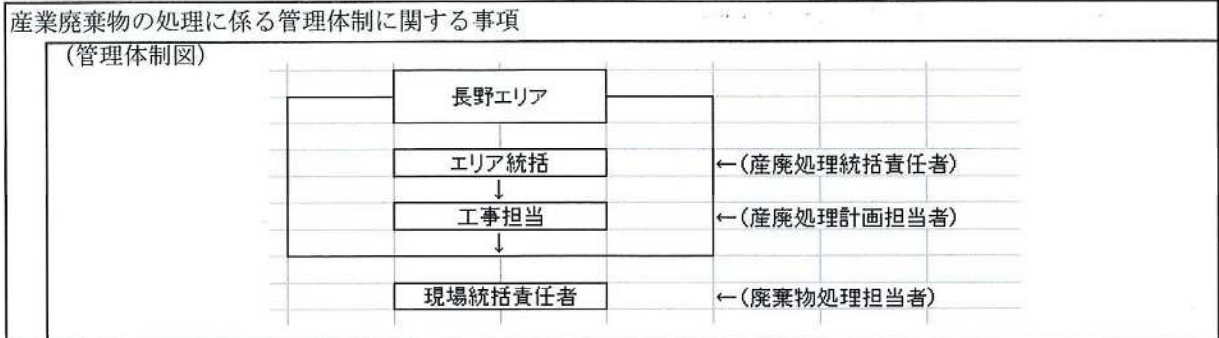 産業廃棄物の処理に係る管理体制に関する事項
(管理体制図)
長野エリア
エリア統括
←(産廃処理統括責任者)
↓
工事担当
←(産廃処理計画担当者)
↓
現場統括責任者
←(廃棄物処理担当者)